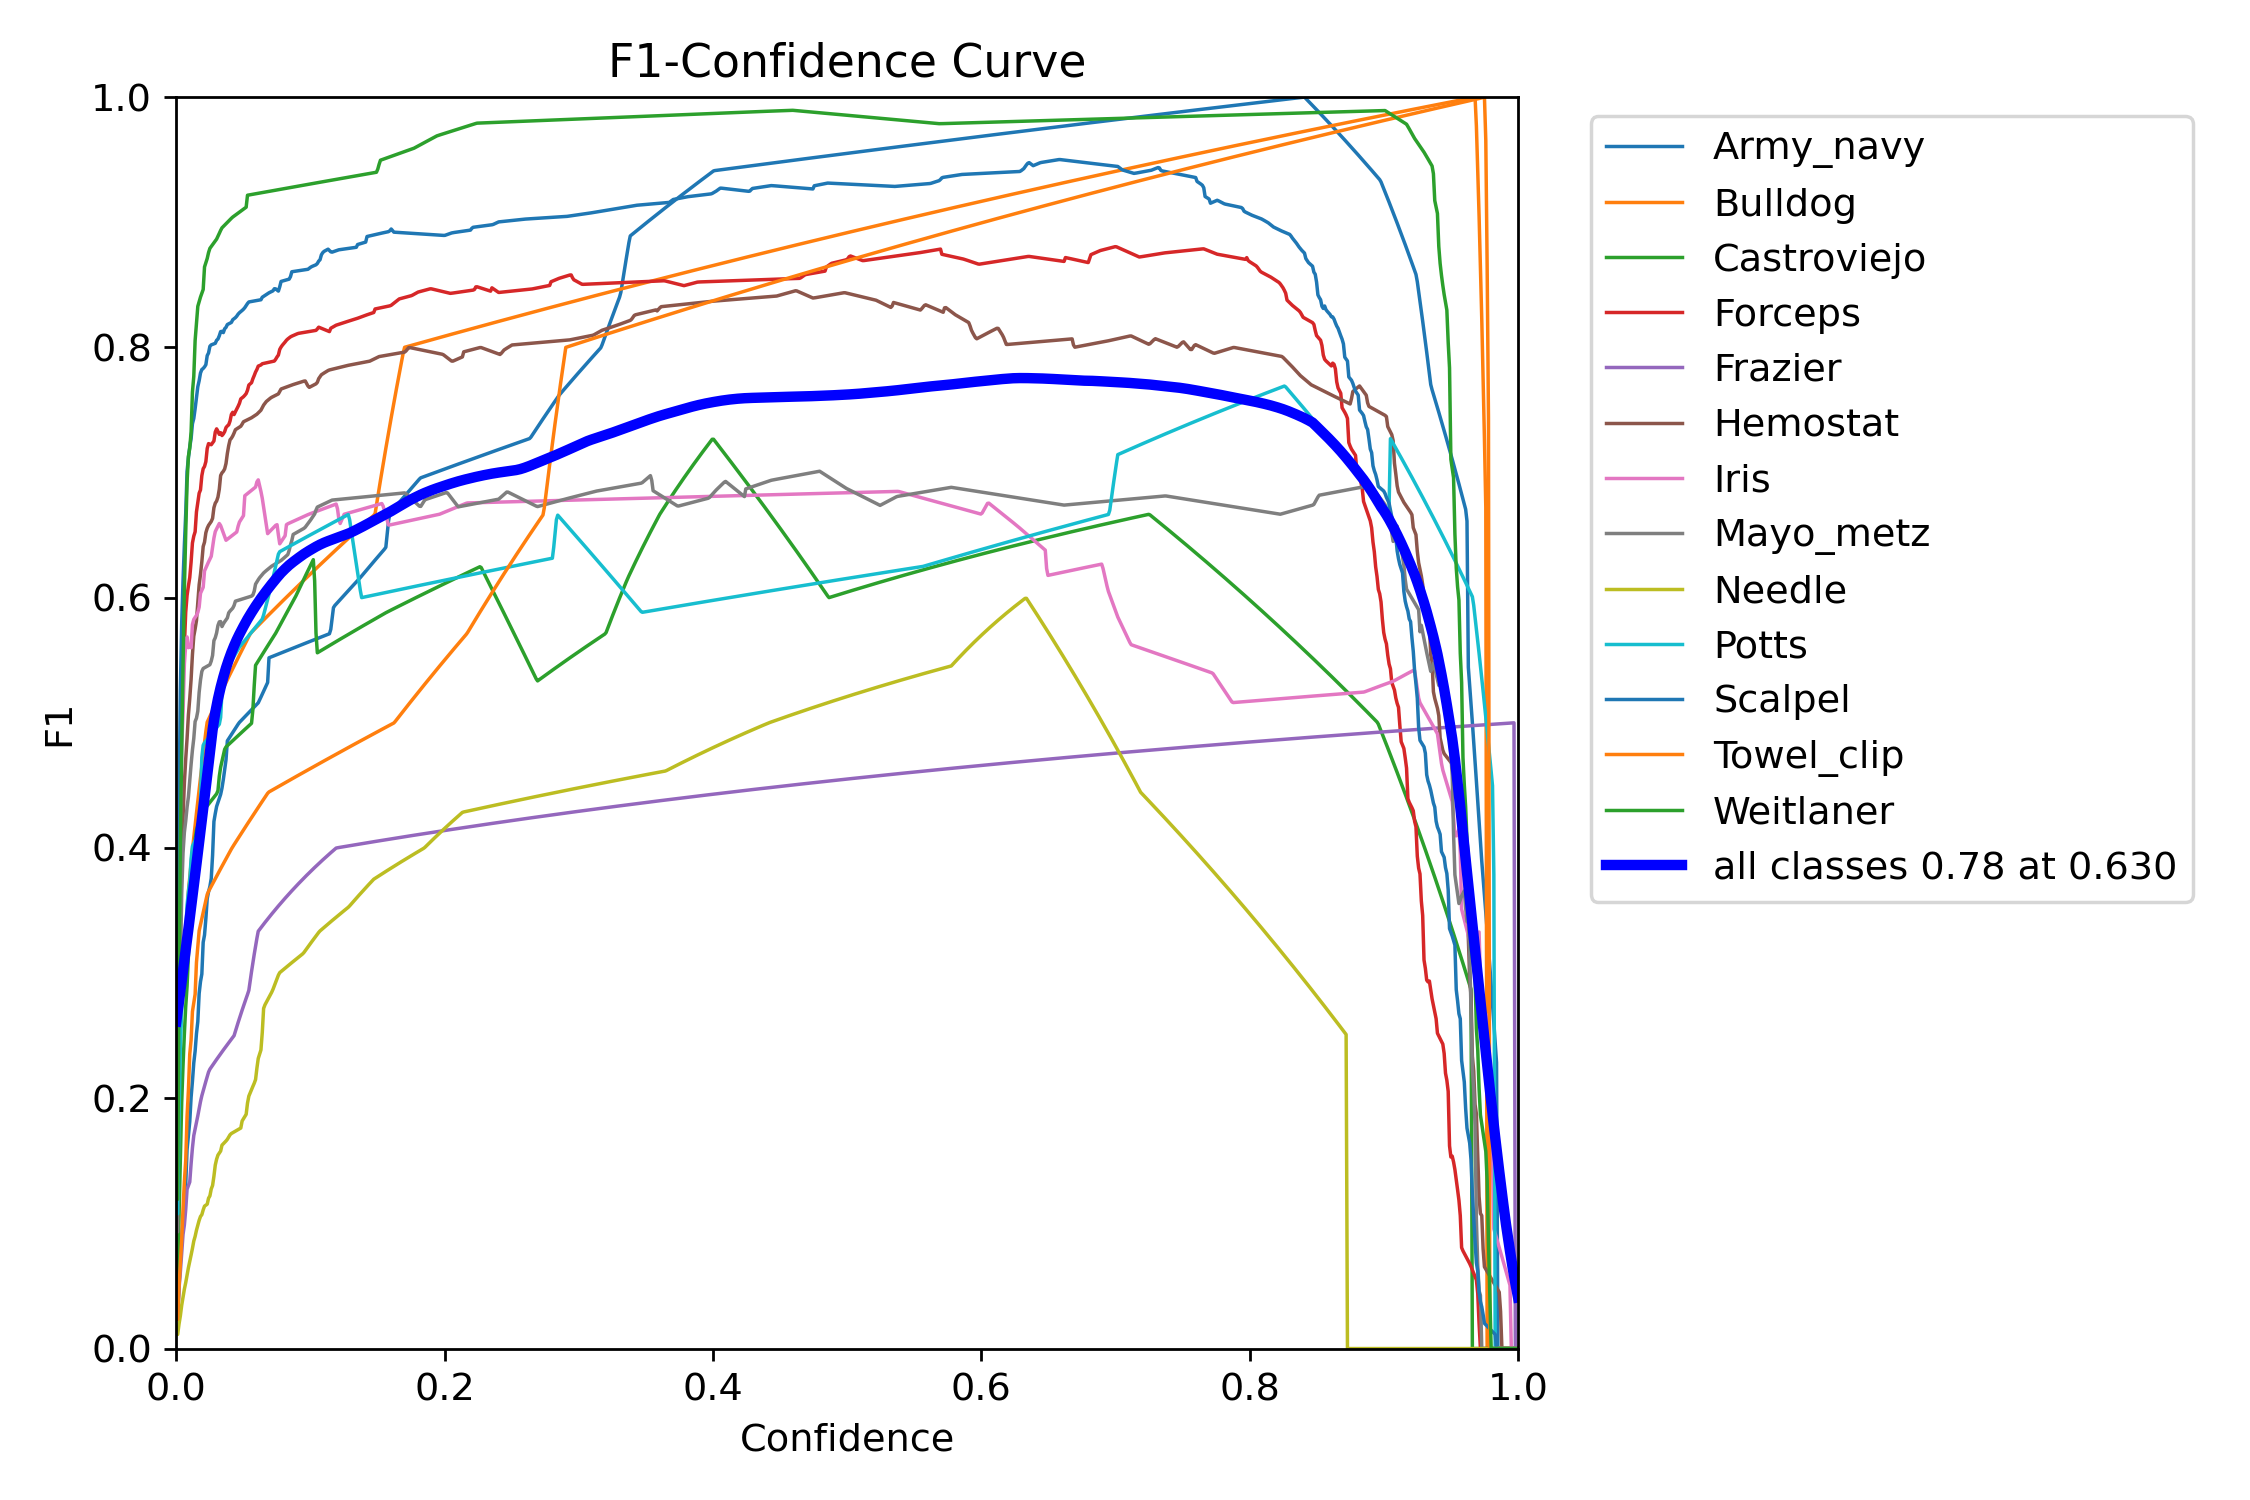 F1-Confidence Curve
1.0
0.8
0.6
0.4
0.2
0.0
F1
0.0 0.2 0.4 0.6 0.8 1.0
Confidence
Army_navy
Bulldog
Castroviejo
Forceps
Frazier
Hemostat
Iris
Mayo_metz
Needle
Potts
Scalpel
Towel_clip
Weitlaner
all classes 0.78 at 0.630